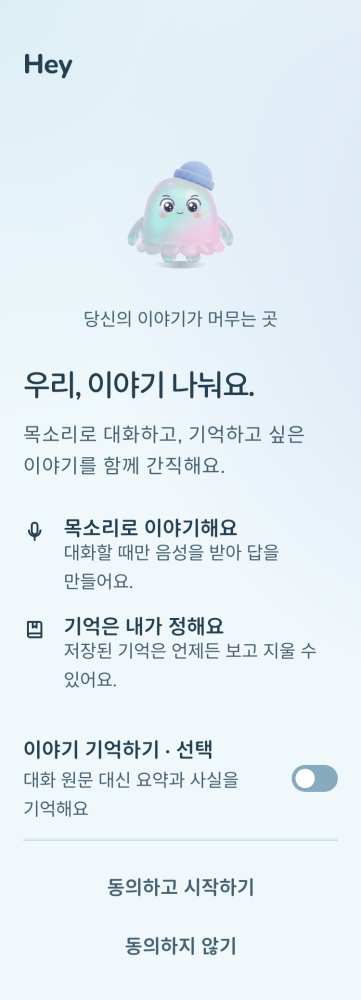 Hey
당신의 이야기가 머무는 곳
우리, 이야기 나눠요.
목소리로 대화하고, 기억하고 싶은
이야기를 함께 간직해요.
목소리로 이야기해요
대화할 때만 음성을 받아 답을
만들어요.
기억은 내가 정해요
저장된 기억은 언제든 보고 지울 수
있어요.
이야기 기억하기 · 선택
대화 원문 대신 요약과 사실을
기억해요
동의하고 시작하기
동의하지 않기